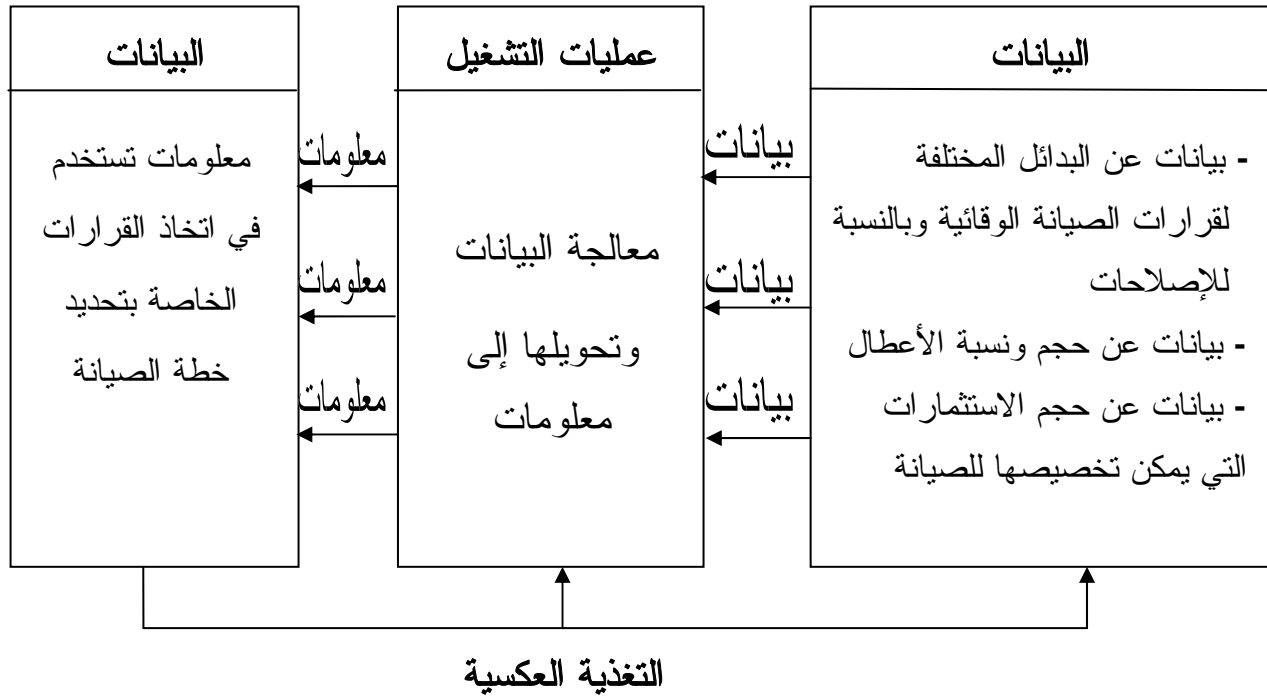 البيانات
- بيانات عن البدائل المختلفة
لقرارات الصيانة الوقائية وبالنسبة
للإصلاحات
- بيانات عن حجم ونسبة الأعطال
- بيانات عن حجم الاستثمارات
التي يمكن تخصيصها للصيانة
بيانات
بيانات
بيانات
عمليات التشغيل
معالجة البيانات
وتحويلها إلى
معلومات
معلومات
معلومات
معلومات
البيانات
معلومات تستخدم
في اتخاذ القرارات
الخاصة بتحديد
خطة الصيانة
التغذية العكسية